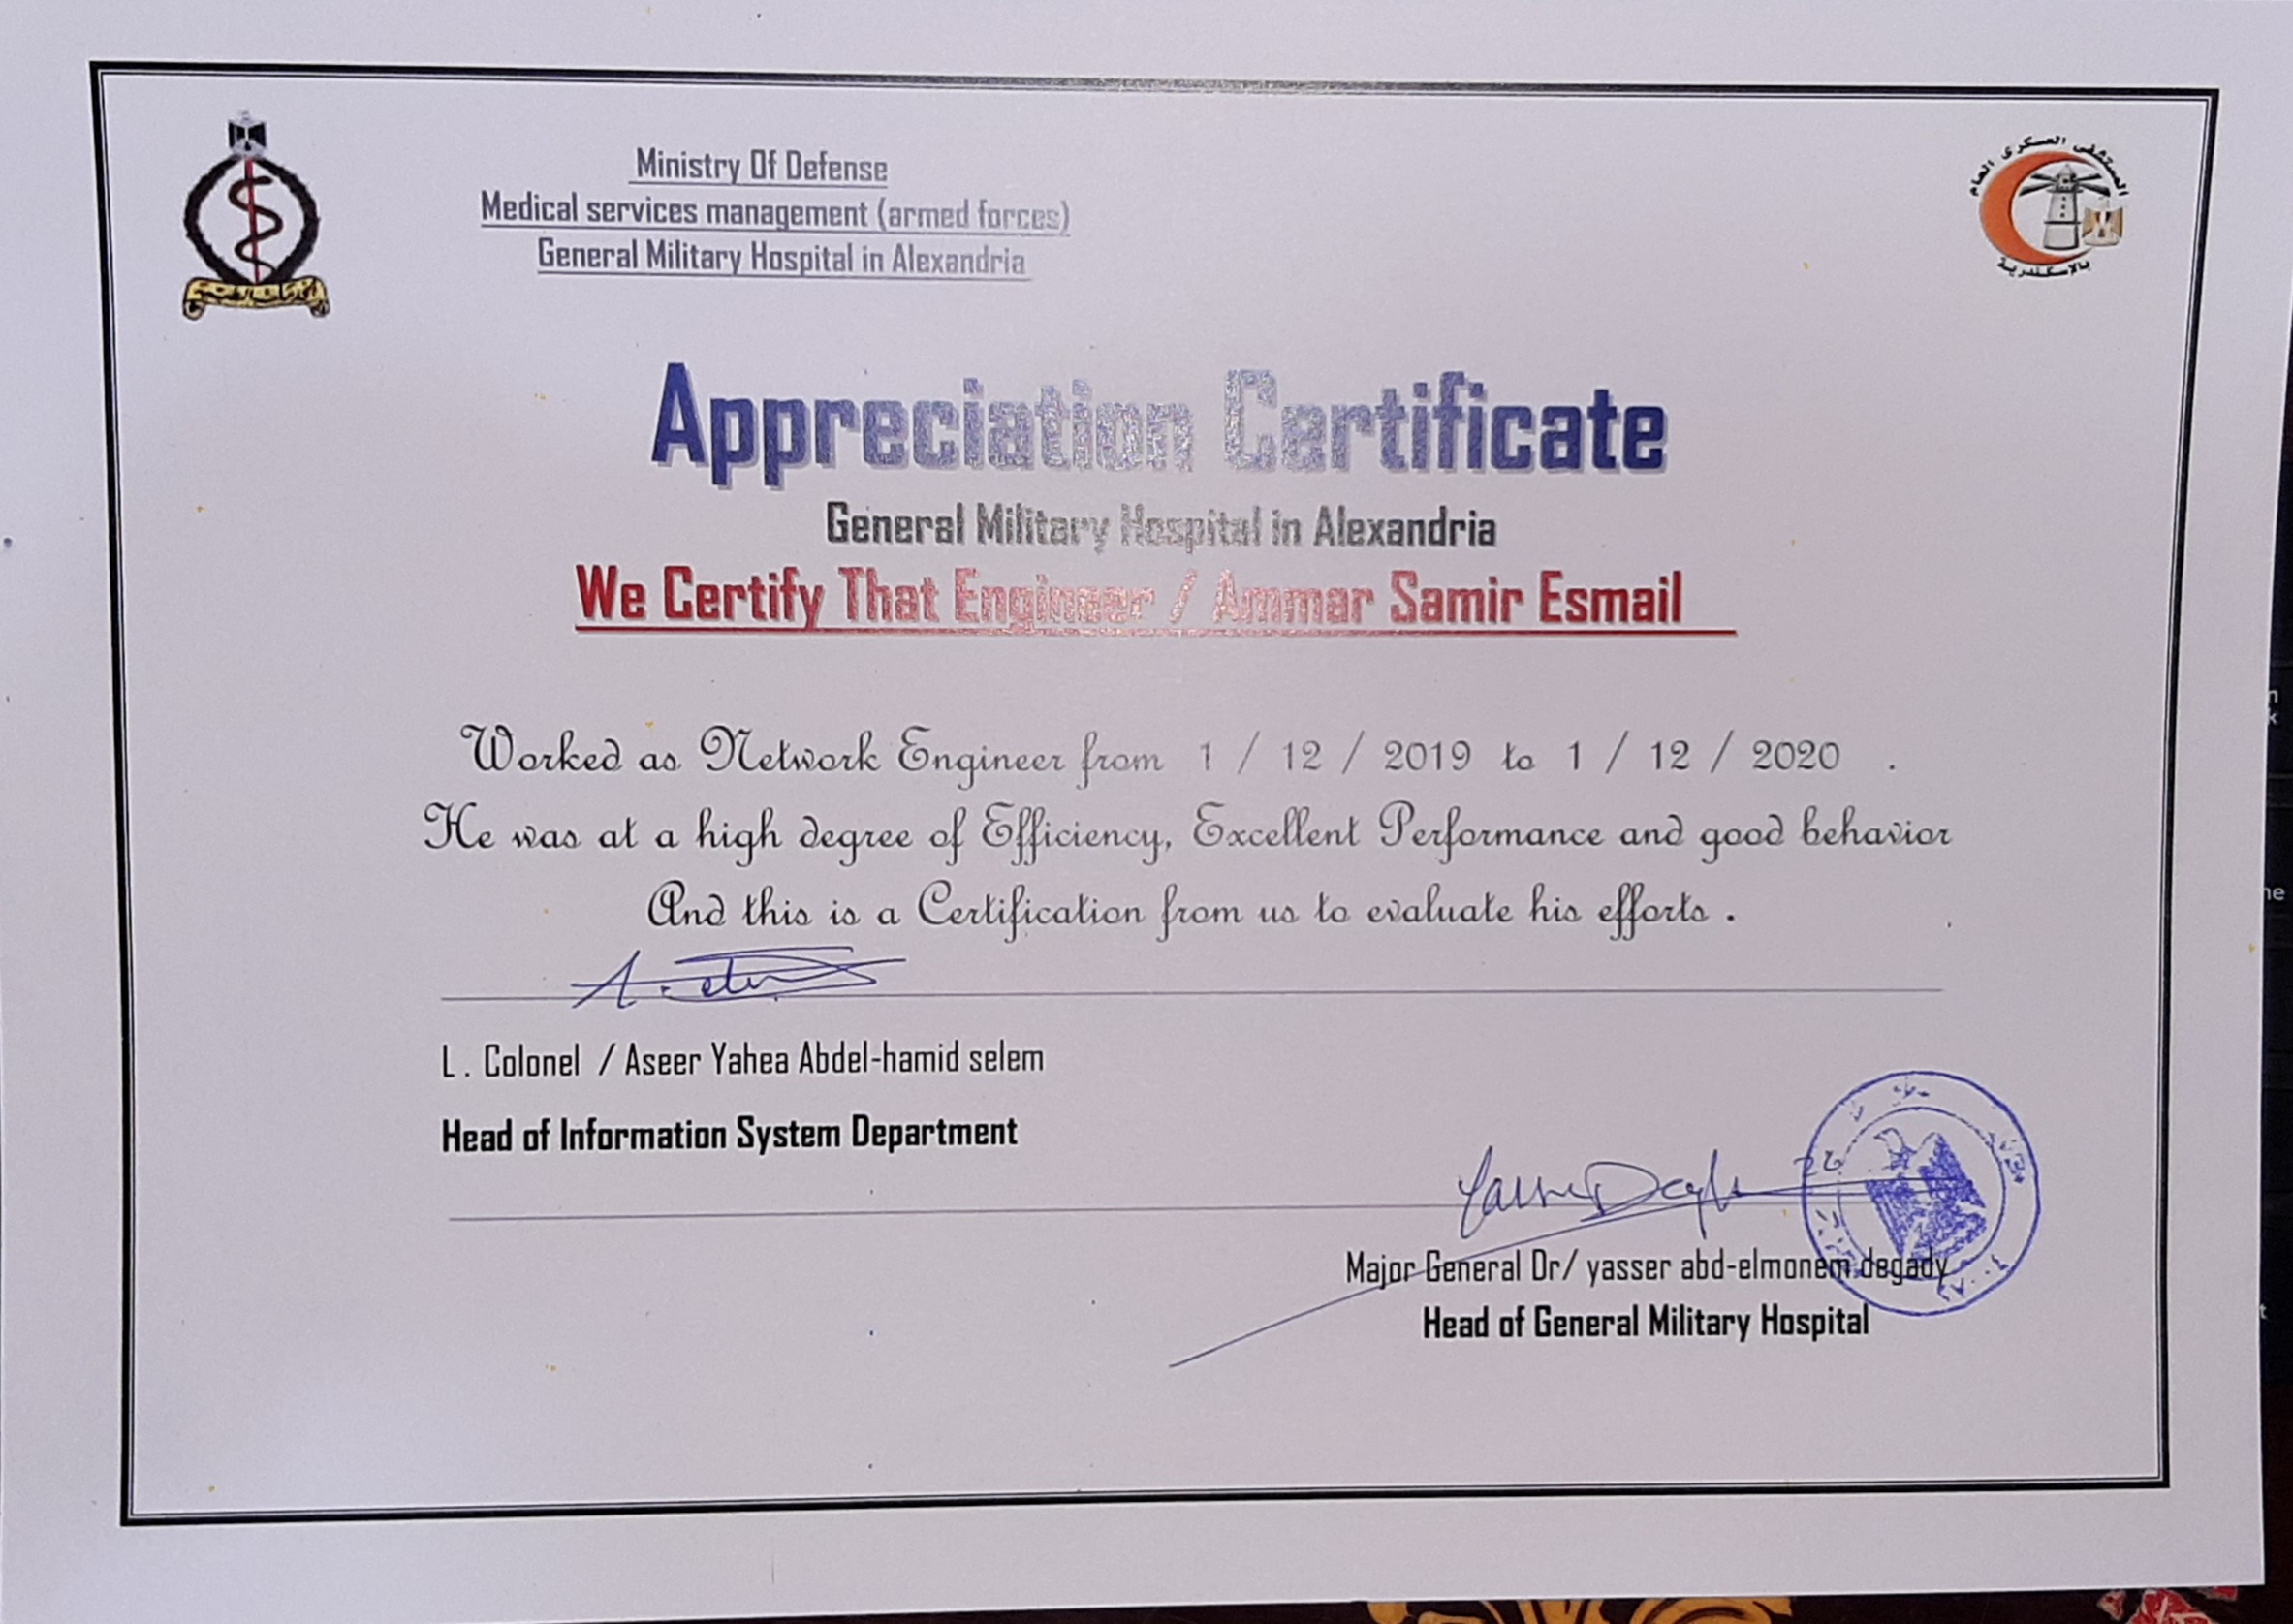 Ministry Of Defense
Medical services management (armed forces)
General Military Hospital in Alexandria
الخدمات الطبية
المستشفى العسكرى العام
بالإسكندرية
Appreciation Certificate
General Military Hospital in Alexandria
We Certify That Engineer / Ammar Samir Esmail
Worked as Network Engineer from 1 / 12 / 2019 to 1 / 12 / 2020 .
He was at a high degree of Efficiency, Excellent Performance and good behavior
And this is a Certification from us to evaluate his efforts .
L . Colonel / Aseer Yahea Abdel-hamid selem
Head of Information System Department
Major General Dr/ yasser abd-elmonem degady
Head of General Military Hospital